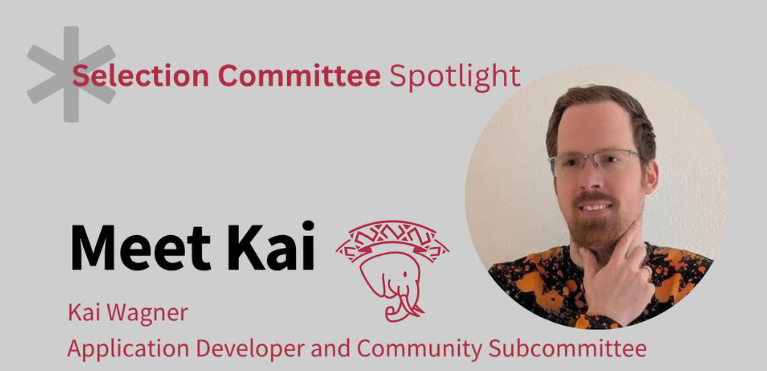 Selection Committee Spotlight
Meet Kai
Kai Wagner
Application Developer and Community Subcommittee